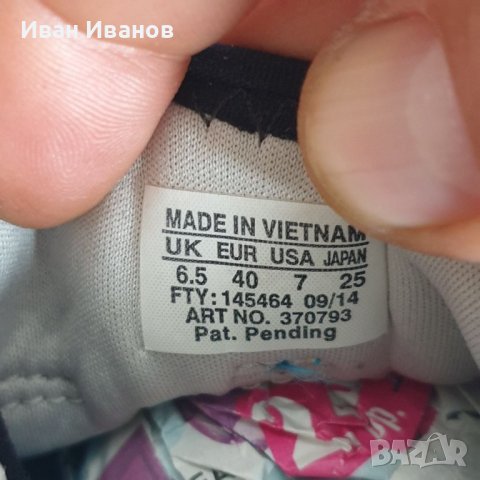 Иван Иванов
MADE IN VIETNAM
UK EUR USA JAPAN
6.5 40 7 25
FTY: 145464 09/14
ART NO. 370793
Pat. Pending
BAZAR